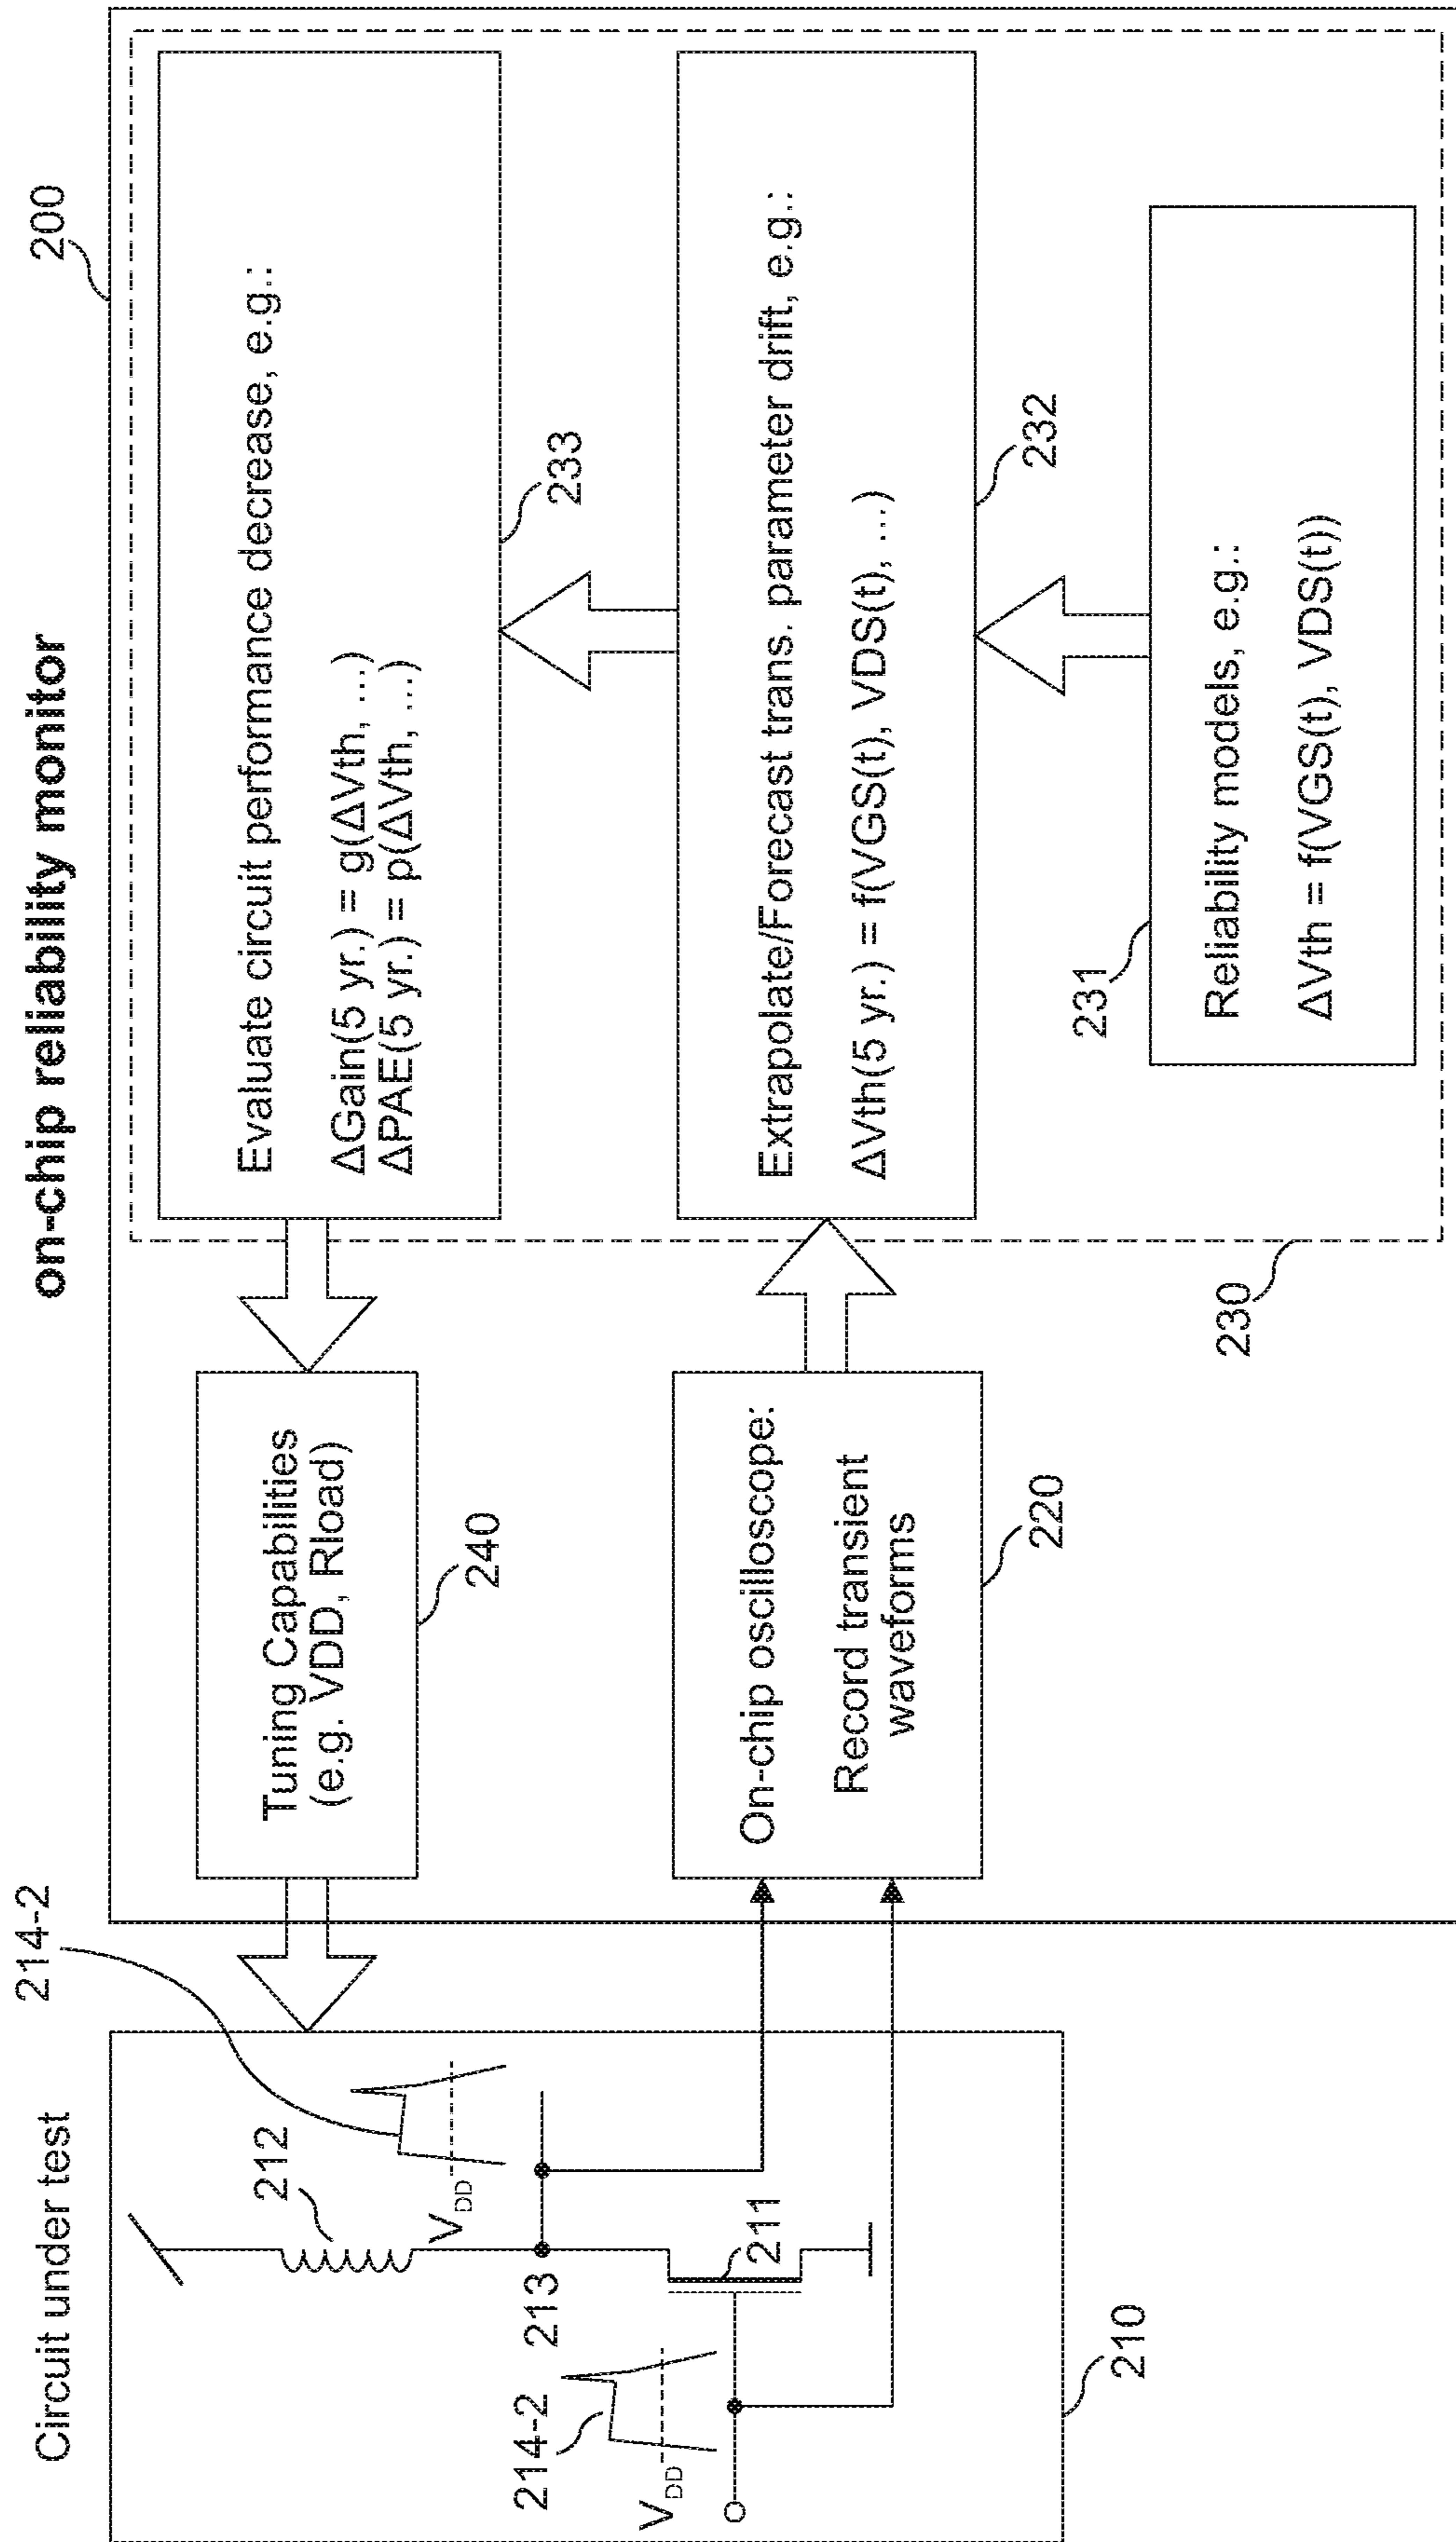 on-chip reliability monitor
200
Circuit under test
214-2
212
V_DD
213
211
214-2
V_DD
210
Tuning Capabilities
(e.g. VDD, Rload)
240
On-chip oscilloscope:
Record transient
waveforms
220
Evaluate circuit performance decrease, e.g.:
ΔGain(5 yr.) = g(ΔVth, ...)
ΔPAE(5 yr.) = p(ΔVth, ...)
233
Extrapolate/Forecast trans. parameter drift, e.g.:
ΔVth(5 yr.) = f(VGS(t), VDS(t), ...)
232
231
Reliability models, e.g.:
ΔVth = f(VGS(t), VDS(t))
230